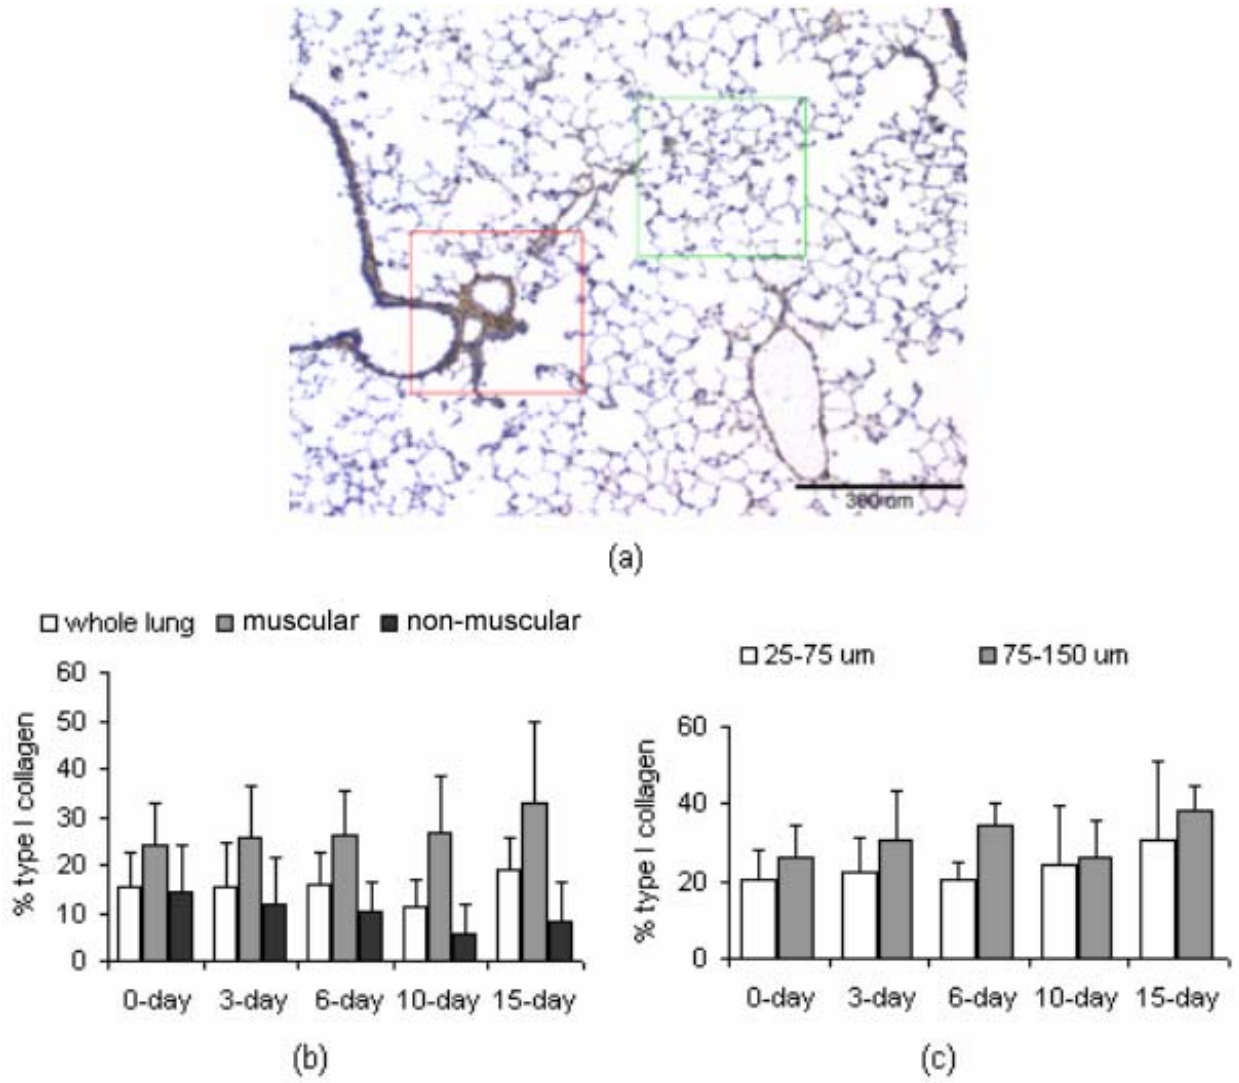 300 um
(a)
whole lung muscular non-muscular
% type I collagen
60
50
40
30
20
10
0
0-day 3-day 6-day 10-day 15-day
(b)
25-75 um 75-150 um
% type I collagen
60
40
20
0
0-day 3-day 6-day 10-day 15-day
(c)